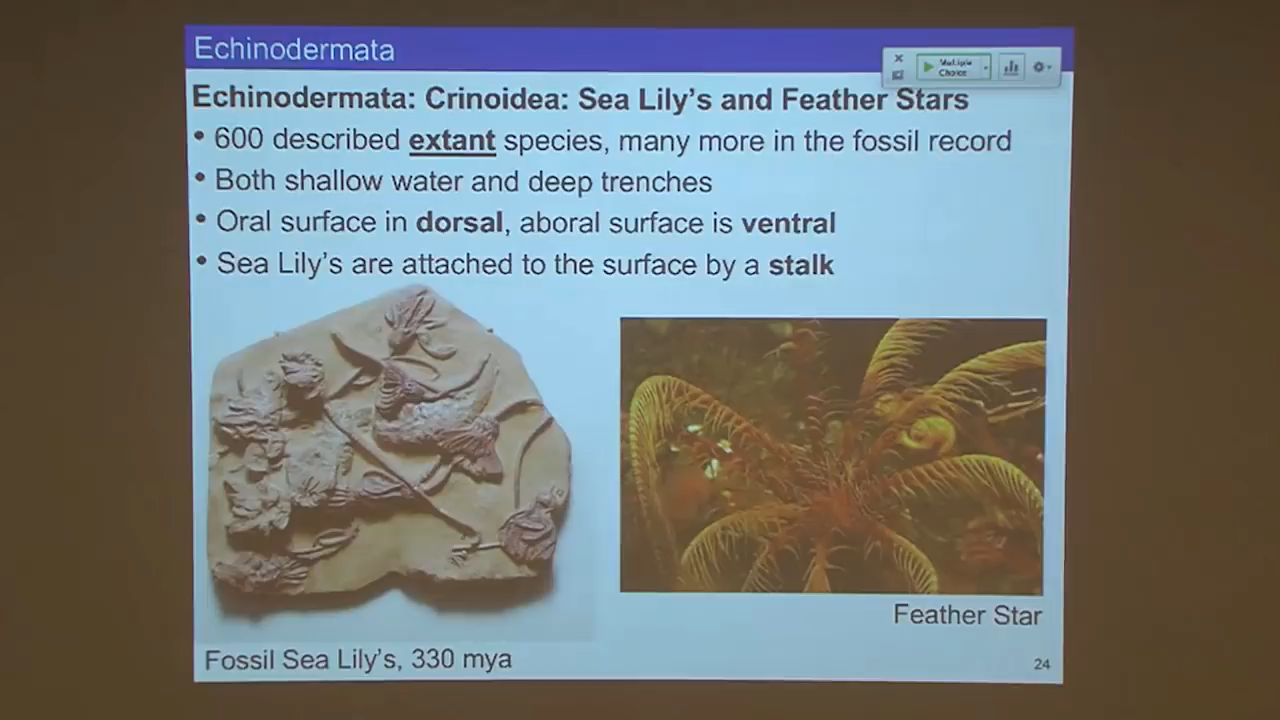 Echinodermata
Multiple
Choice
Echinodermata: Crinoidea: Sea Lily's and Feather Stars
• 600 described extant species, many more in the fossil record
• Both shallow water and deep trenches
• Oral surface in dorsal, aboral surface is ventral
• Sea Lily's are attached to the surface by a stalk
Feather Star
Fossil Sea Lily's, 330 mya
24